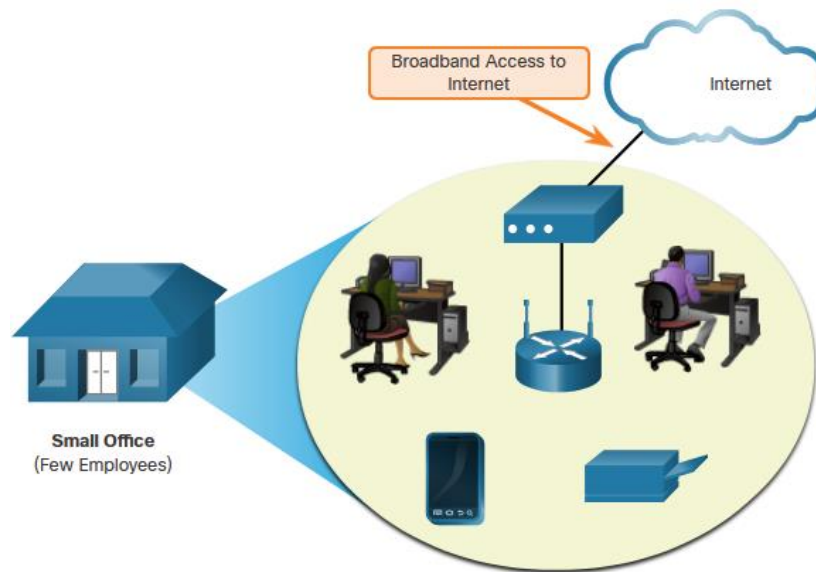 Broadband Access to
Internet
Internet
Small Office
(Few Employees)